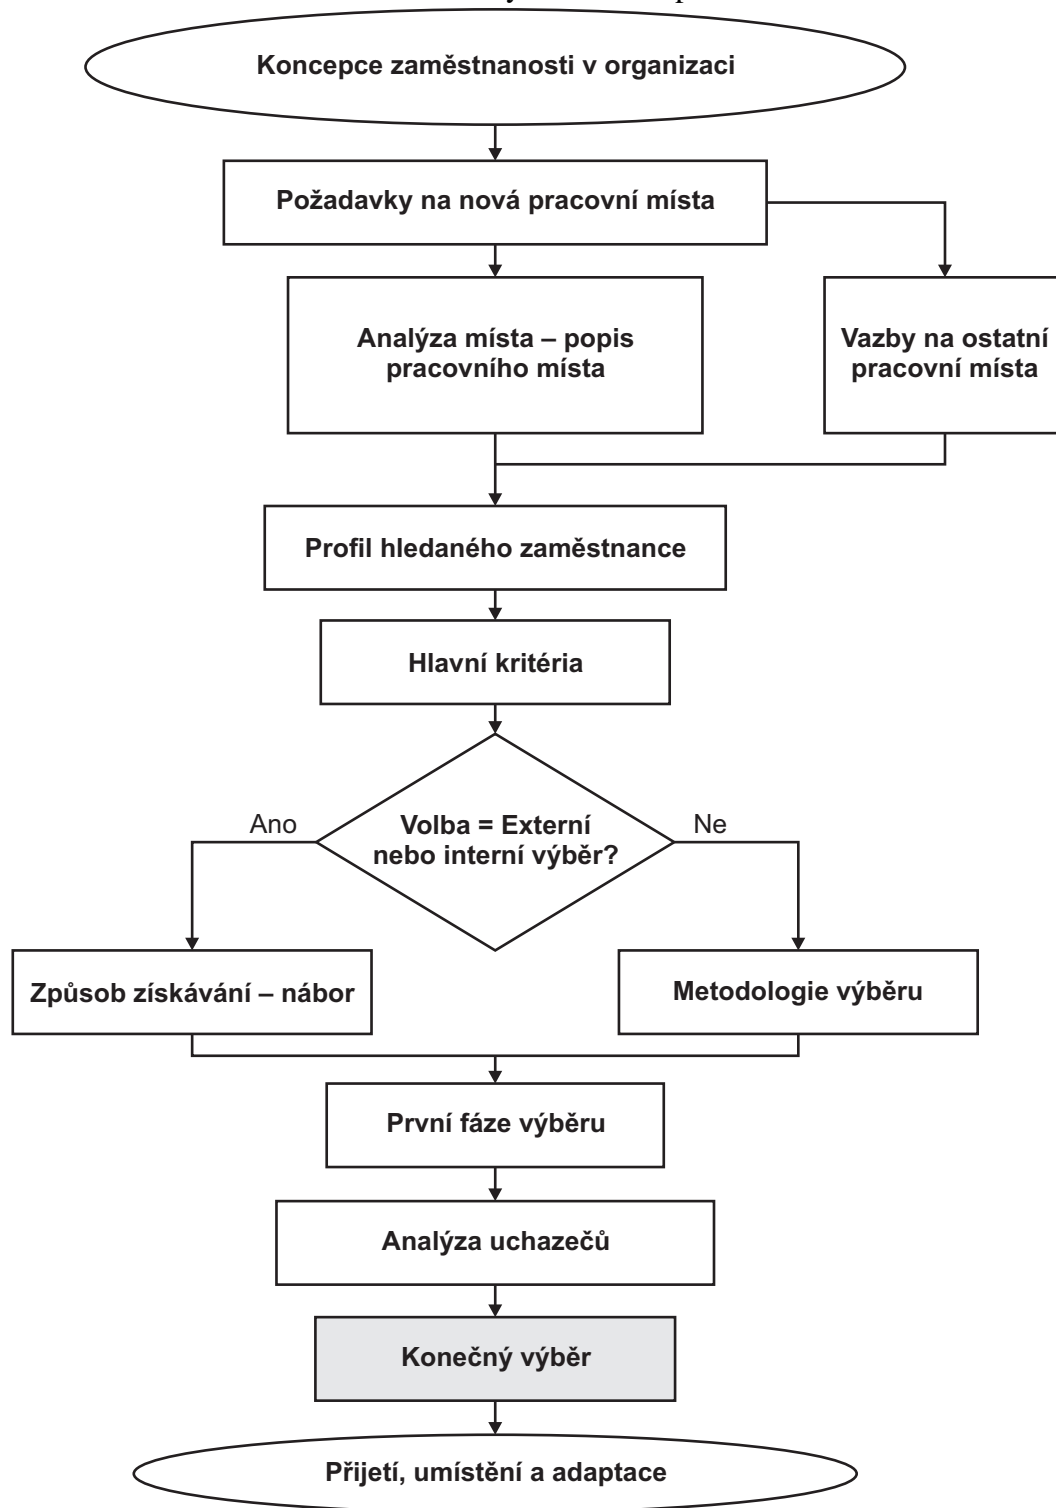 Koncepce zaměstnanosti v organizaci
Požadavky na nová pracovní místa
Analýza místa – popis
pracovního místa
Vazby na ostatní
pracovní místa
Profil hledaného zaměstnance
Hlavní kritéria
Ano
Volba = Externí
nebo interní výběr?
Ne
Způsob získávání – nábor
Metodologie výběru
První fáze výběru
Analýza uchazečů
Konečný výběr
Přijetí, umístění a adaptace